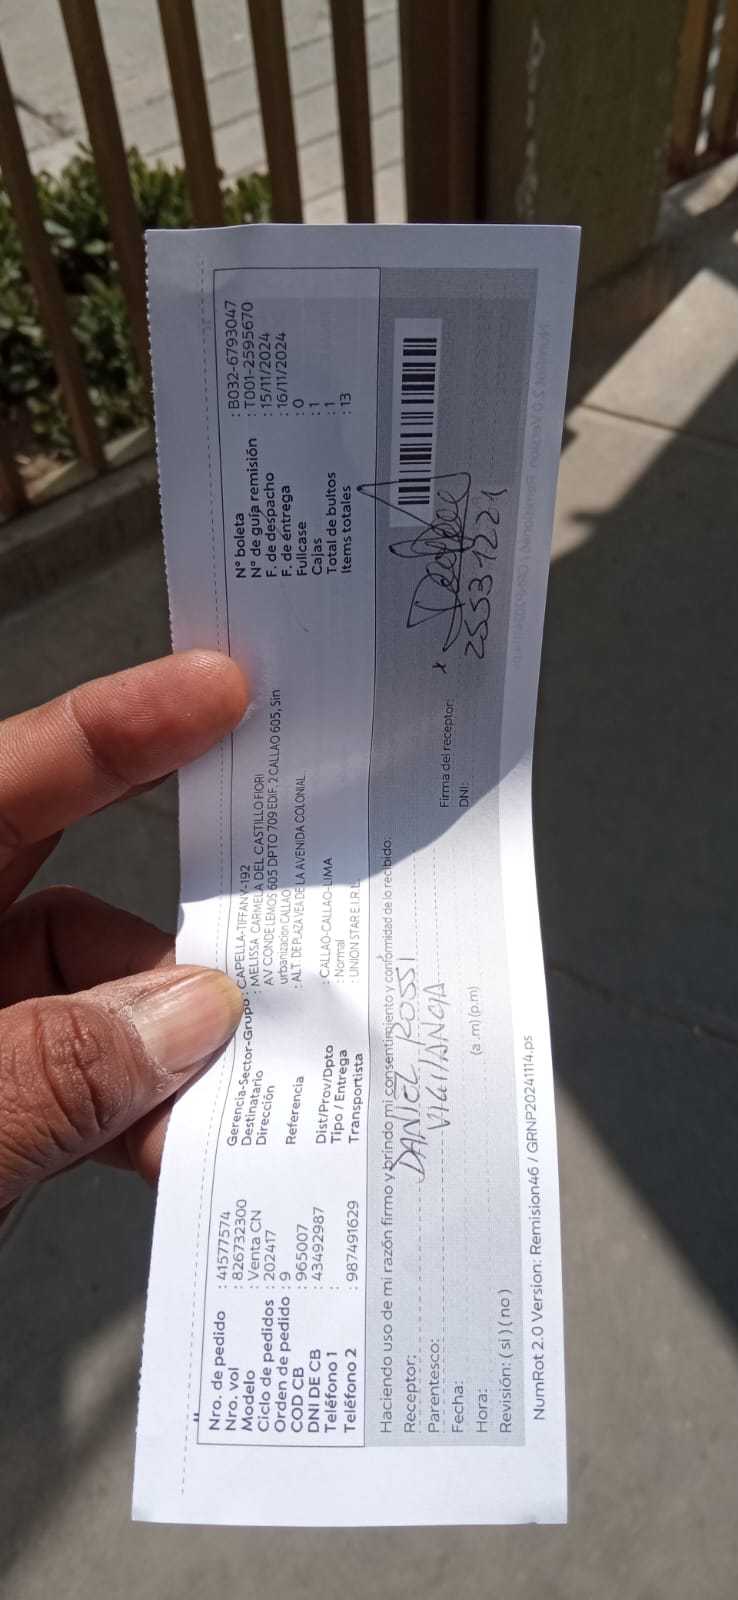 Nro. de pedido : 41577574
Nro. vol : 826732300
Modelo : Venta CN
Ciclo de pedidos : 202417
Orden de pedido : 9
COD CB : 965007
DNI DE CB : 43492987
Teléfono 1 :
Teléfono 2 : 987491629
Gerencia-Sector-Grupo : CAPELLA-TIFFANY-192
Destinatario : MELISSA CARMELA DEL CASTILLO FIORI
Dirección AV CONDE LEMOS 605 DPTO 709 EDIF. 2 CALLAO 605, Sin
urbanizacion CALLAO
Referencia : ALT DE PLAZA VEA DE LA AVENIDA COLONIAL
Dist/Prov/Dpto : CALLAO-CALLAO-LIMA
Tipo / Entrega : Normal
Transportista : UNION STAR E.I.R.L.
N° boleta : B032-6793047
N° de guía remisión : T001-2595670
F. de despacho : 15/11/2024
F. de entrega : 16/11/2024
Fullcase : 0
Cajas : 1
Total de bultos : 1
Items totales : 13
Haciendo uso de mi razón firmo y brindo mi consentimiento y conformidad de lo recibido:
Receptor: DANIEL ROSSI
Parentesco: VIGILANCIA
Fecha:
Hora: (a .m) (p.m)
Revisión: ( si ) ( no )
Firma del receptor: x
DNI: 25531221
NumRot 2.0 Version: Remision46 / GRNP20241114.ps